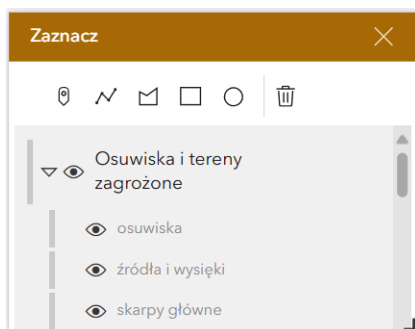 Zaznacz
Osuwiska i tereny
zagrożone
osuwiska
źródła i wysięki
skarpy główne